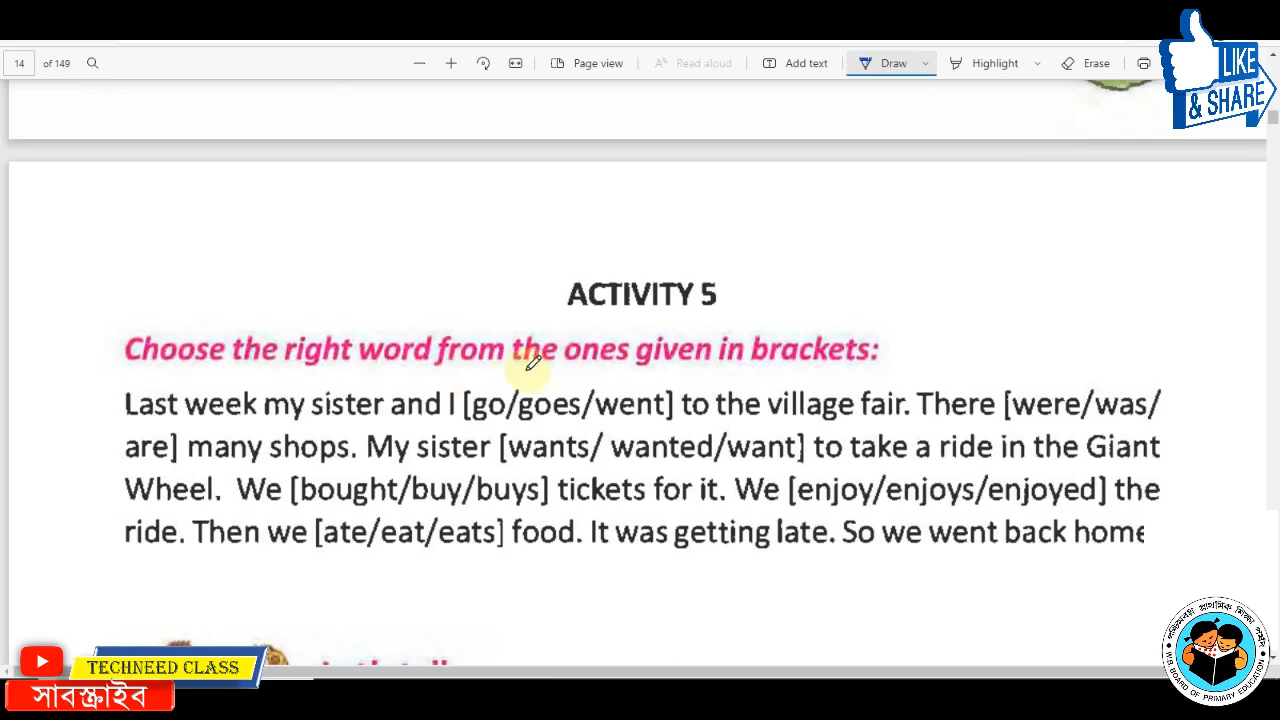 14 of 149
Page view
Read aloud
Add text
Draw
Highlight
Erase
LIKE
& SHARE
ACTIVITY 5
Choose the right word from the ones given in brackets:
Last week my sister and I [go/goes/went] to the village fair. There [were/was/
are] many shops. My sister [wants/ wanted/want] to take a ride in the Giant
Wheel. We [bought/buy/buys] tickets for it. We [enjoy/enjoys/enjoyed] the
ride. Then we [ate/eat/eats] food. It was getting late. So we went back home
TECHNEED CLASS
সাবস্ক্রাইব
W.B. BOARD OF PRIMARY EDUCATION